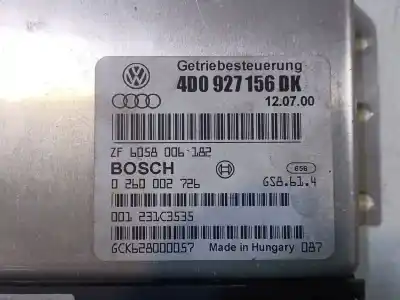 Getriebesteuerung
4D0 927 156 DK
12.07.00
ZF 6058 006 182
BOSCH
656
0 260 002 726
GS8.61.4
001 231C3535
GCK628000057
Made in Hungary
087